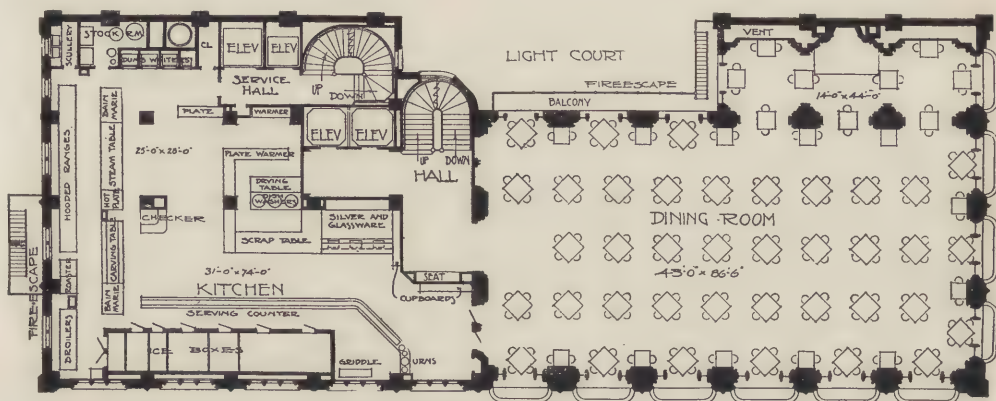 SCULLERY
STOCK RM.
CL
ELEV
ELEV
DUMB WAITERS
SERVICE
HALL
UP
DOWN
LIGHT COURT
FIRE ESCAPE
BALCONY
VENT
14'-0" x 44'-0"
HOODED RANGES
BAIN
MARIE
STEAM TABLE
HOT
PLATE
CARVING TABLE
BAIN
MARIE
ROASTER
BROILERS
PLATE
WARMER
ELEV
ELEV
25'-0" x 28'-0"
PLATE WARMER
DRYING
TABLE
DISH
WASHERS
SCRAP TABLE
SILVER AND
GLASSWARE
CHECKER
UP
DOWN
HALL
DINING ROOM
43'-0" x 86'-6"
31'-0" x 74'-0"
KITCHEN
SERVING COUNTER
SEAT
CUPBOARDS
FIRE ESCAPE
ICE BOXES
GRIDDLE
URNS